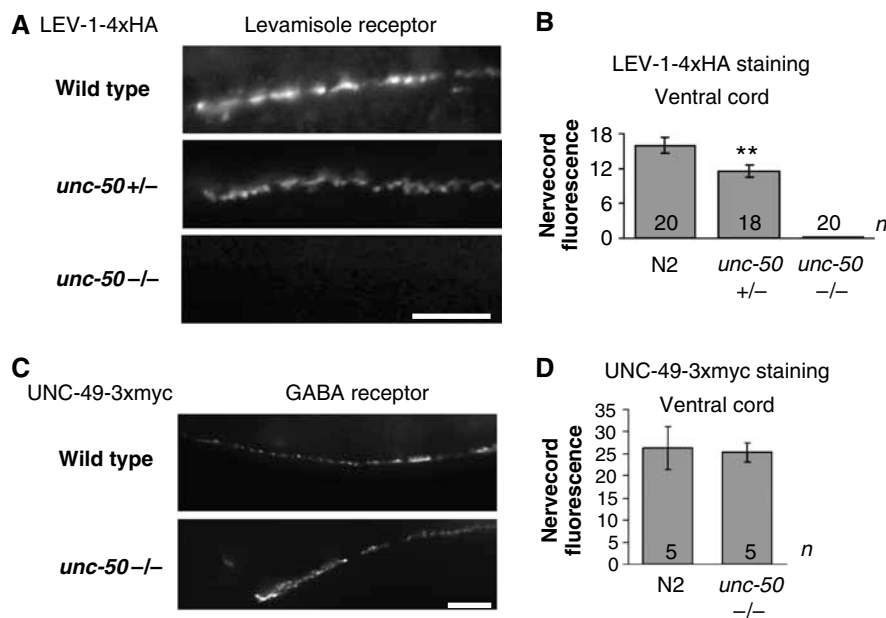 A LEV-1-4xHA Levamisole receptor
Wild type
unc-50 +/–
unc-50 –/–
B
LEV-1-4xHA staining
Ventral cord
Nervecord
fluorescence
18
12
6
0
**
20 18 20 n
N2 unc-50 unc-50
+/– –/–
C
UNC-49-3xmyc GABA receptor
Wild type
unc-50 –/–
D
UNC-49-3xmyc staining
Ventral cord
Nervecord
fluorescence
35
30
25
20
15
10
5
0
5 5 n
N2 unc-50
–/–